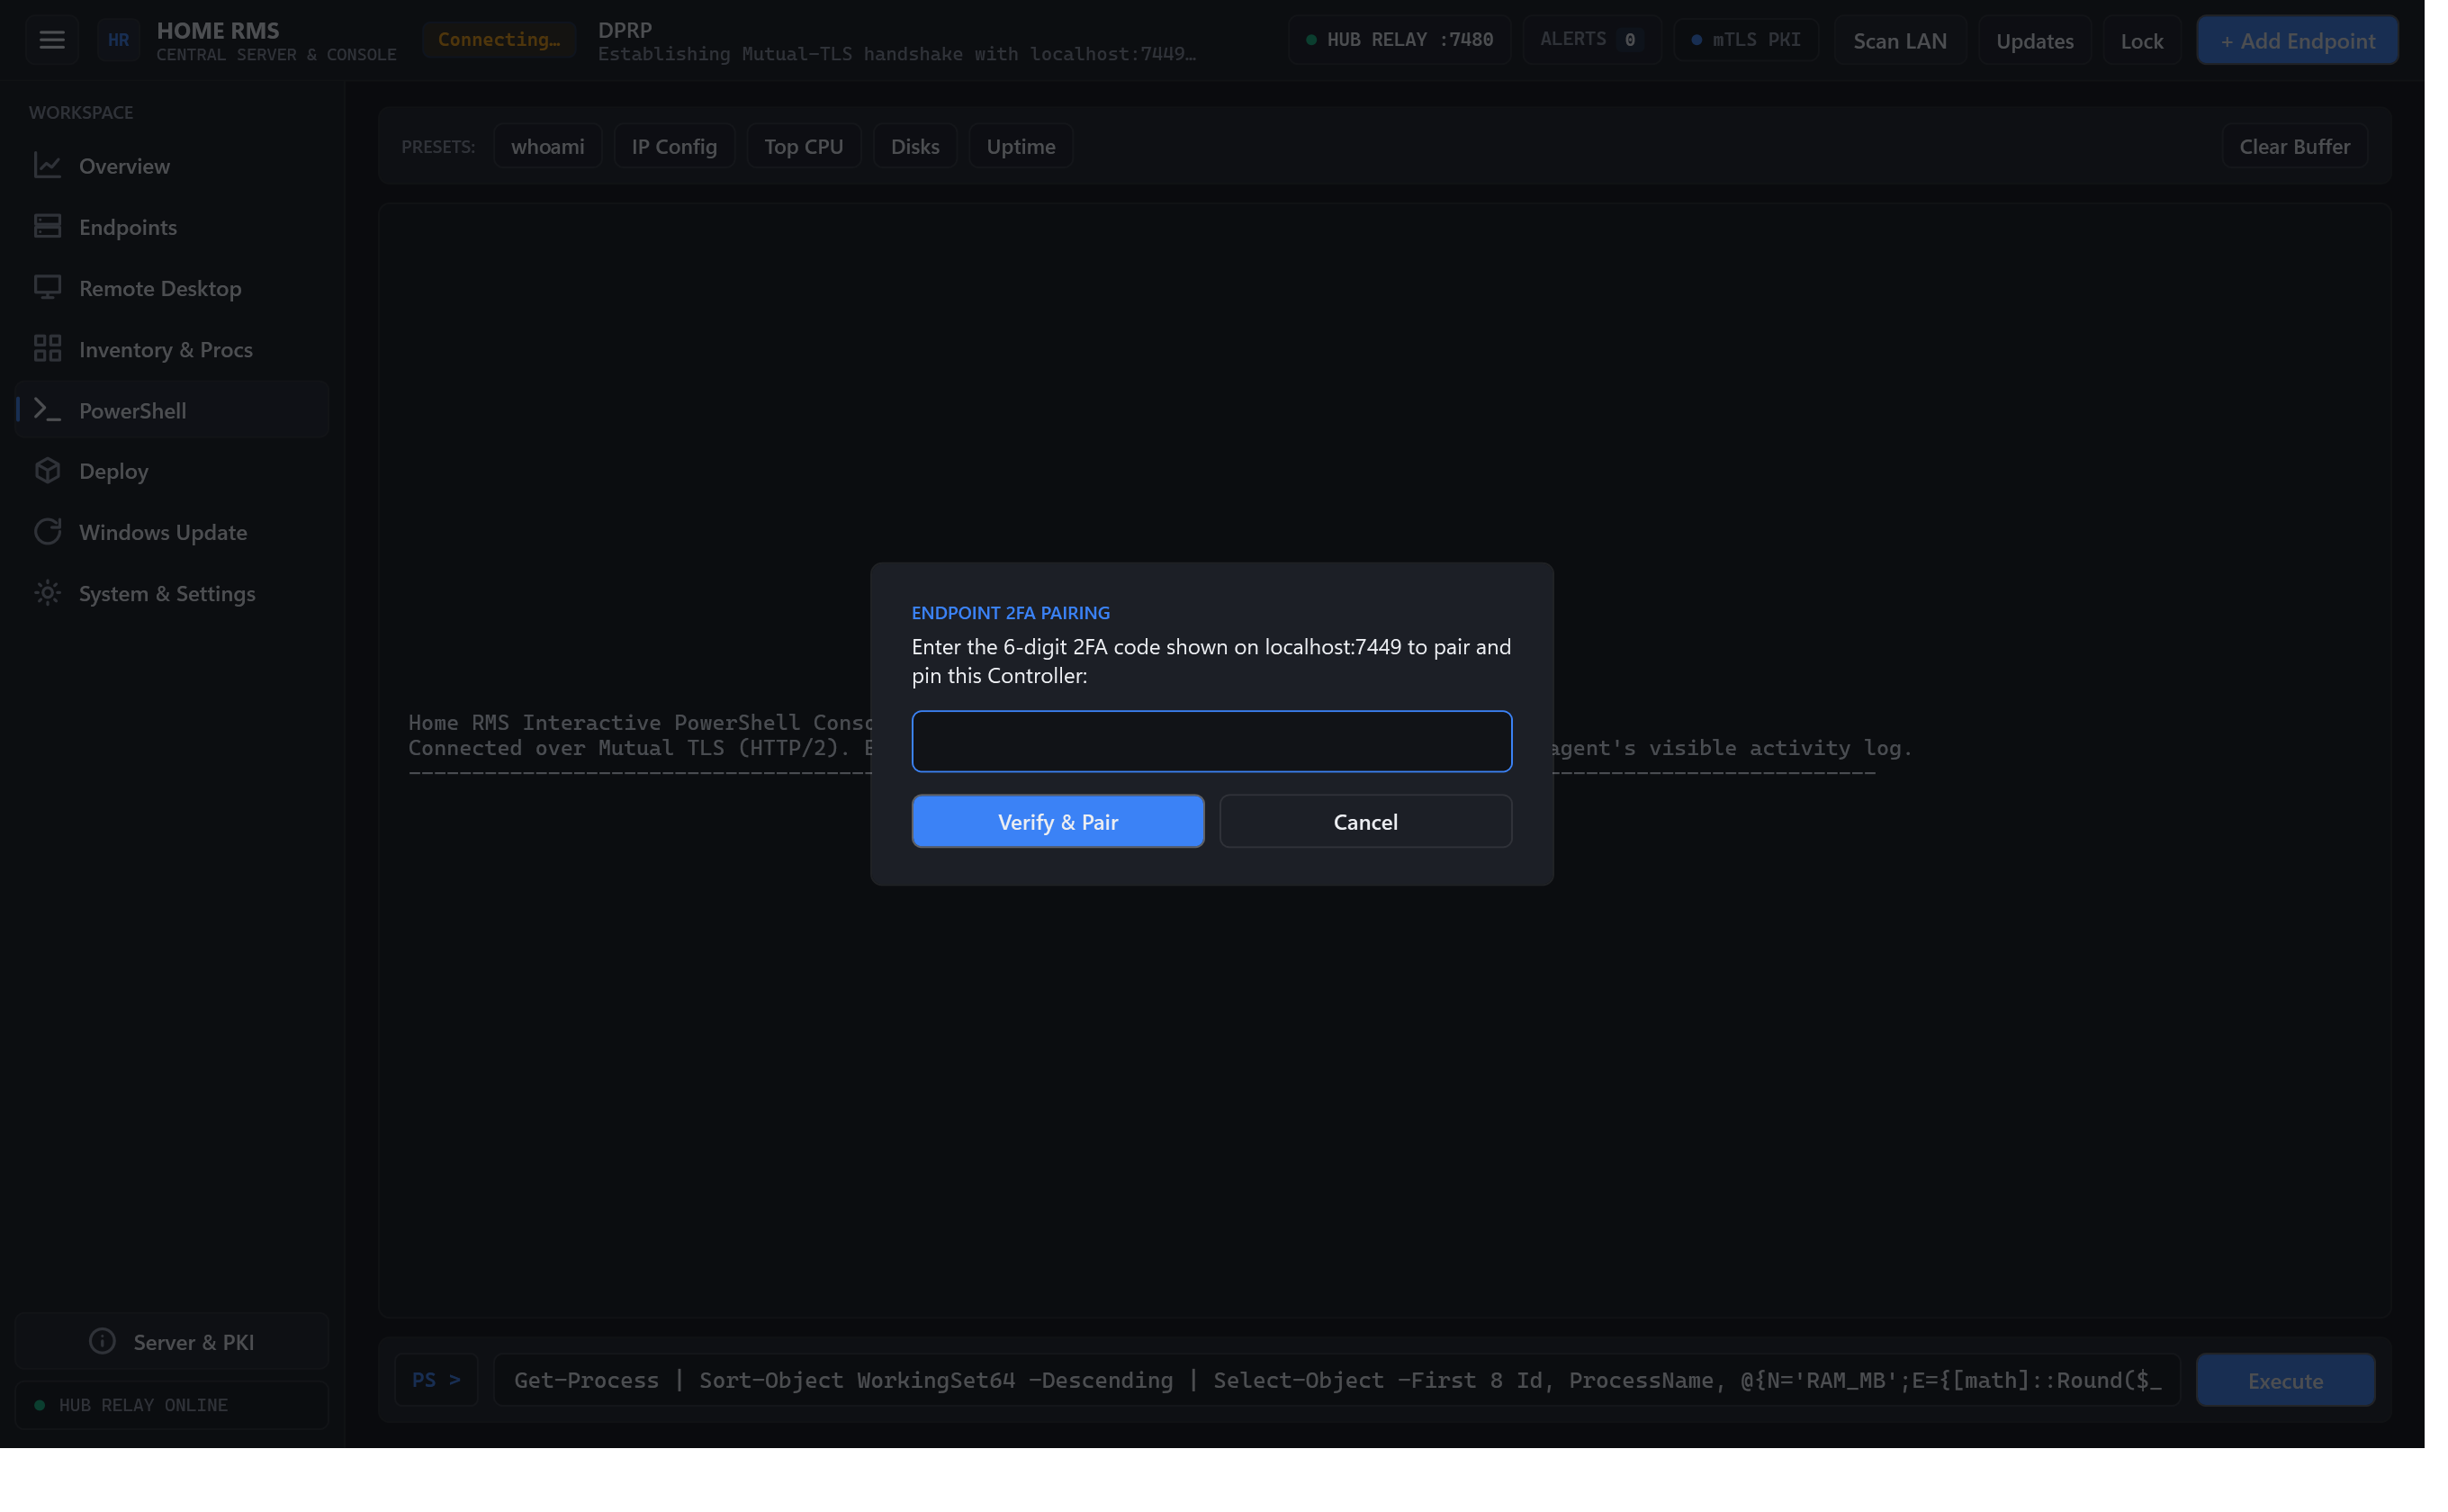 HR
HOME RMS
CENTRAL SERVER & CONSOLE
Connecting…
DPRP
Establishing Mutual-TLS handshake with localhost:7449…
HUB RELAY :7480
ALERTS 0
mTLS PKI
Scan LAN
Updates
Lock
+ Add Endpoint
WORKSPACE
Overview
Endpoints
Remote Desktop
Inventory & Procs
PowerShell
Deploy
Windows Update
System & Settings
PRESETS:
whoami
IP Config
Top CPU
Disks
Uptime
Clear Buffer
Home RMS Interactive PowerShell
Connected over Mutual TLS (HTTP/2). agent's visible activity log.
ENDPOINT 2FA PAIRING
Enter the 6-digit 2FA code shown on localhost:7449 to pair and
pin this Controller:
Verify & Pair
Cancel
Server & PKI
HUB RELAY ONLINE
PS >
Get-Process | Sort-Object WorkingSet64 -Descending | Select-Object -First 8 Id, ProcessName, @{N='RAM_MB';E={[math]::Round($_
Execute